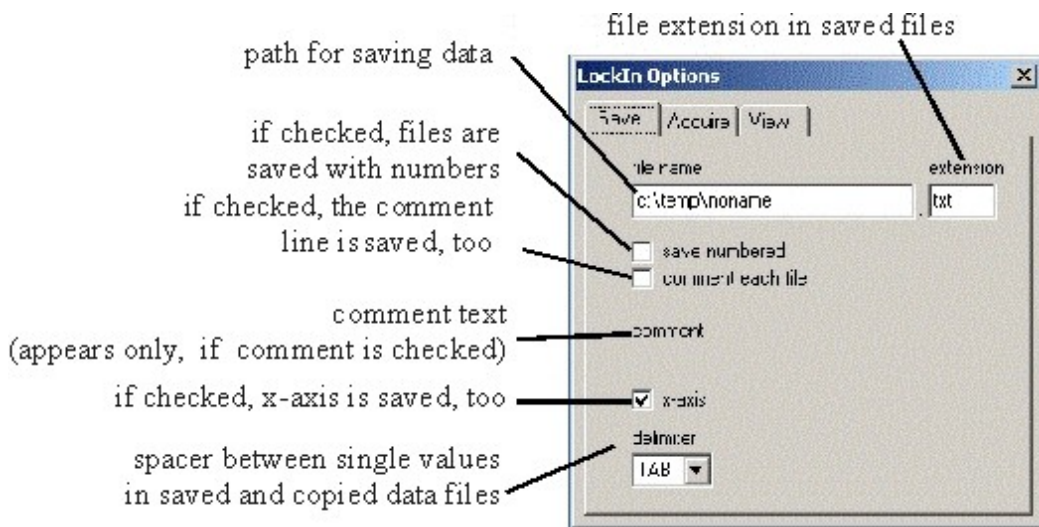 file extension in saved files
path for saving data
LockIn Options
Save Acquire View
if checked, files are
saved with numbers
file name extension
c:\temp\noname . txt
if checked, the comment
line is saved, too
save numbered
comment each file
comment text
(appears only, if comment is checked)
comment
if checked, x-axis is saved, too
x-axis
delimiter
TAB
spacer between single values
in saved and copied data files